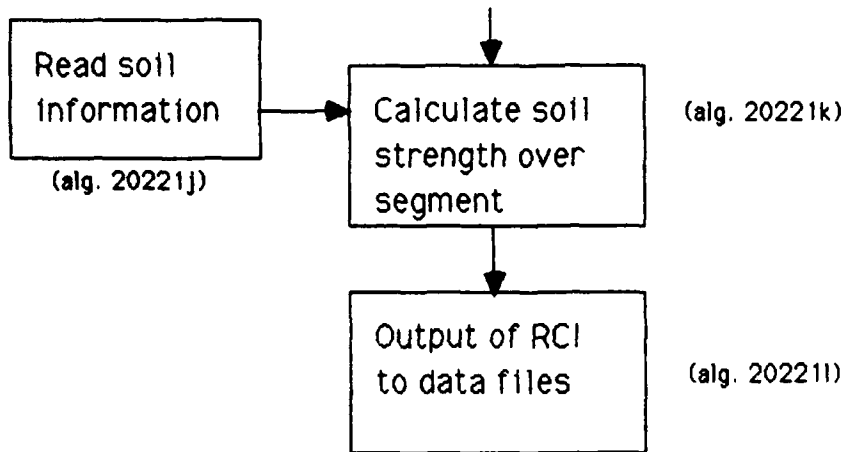 Read soil
information
(alg. 20221j)
Calculate soil
strength over
segment
(alg. 20221k)
Output of RCI
to data files
(alg. 20221l)